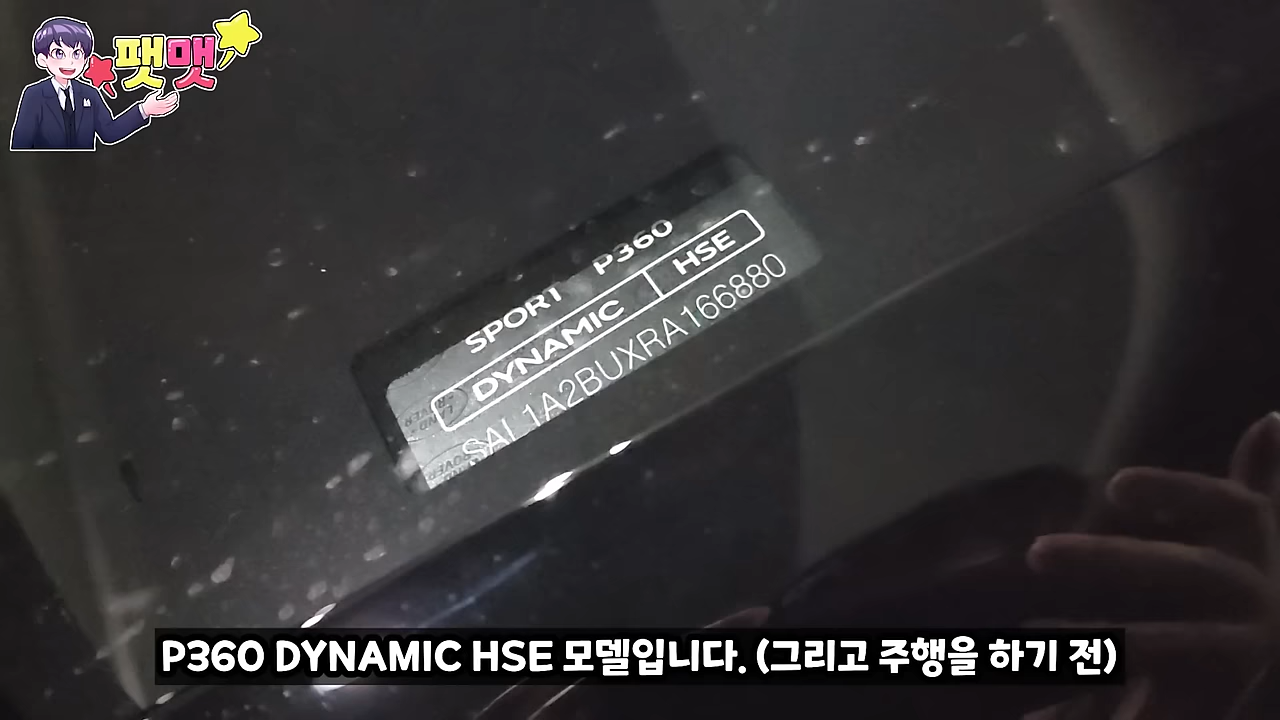 팻맷
SPORT P360
DYNAMIC HSE
SAL1A2BUXRA166880
P360 DYNAMIC HSE 모델입니다. (그리고 주행을 하기 전)